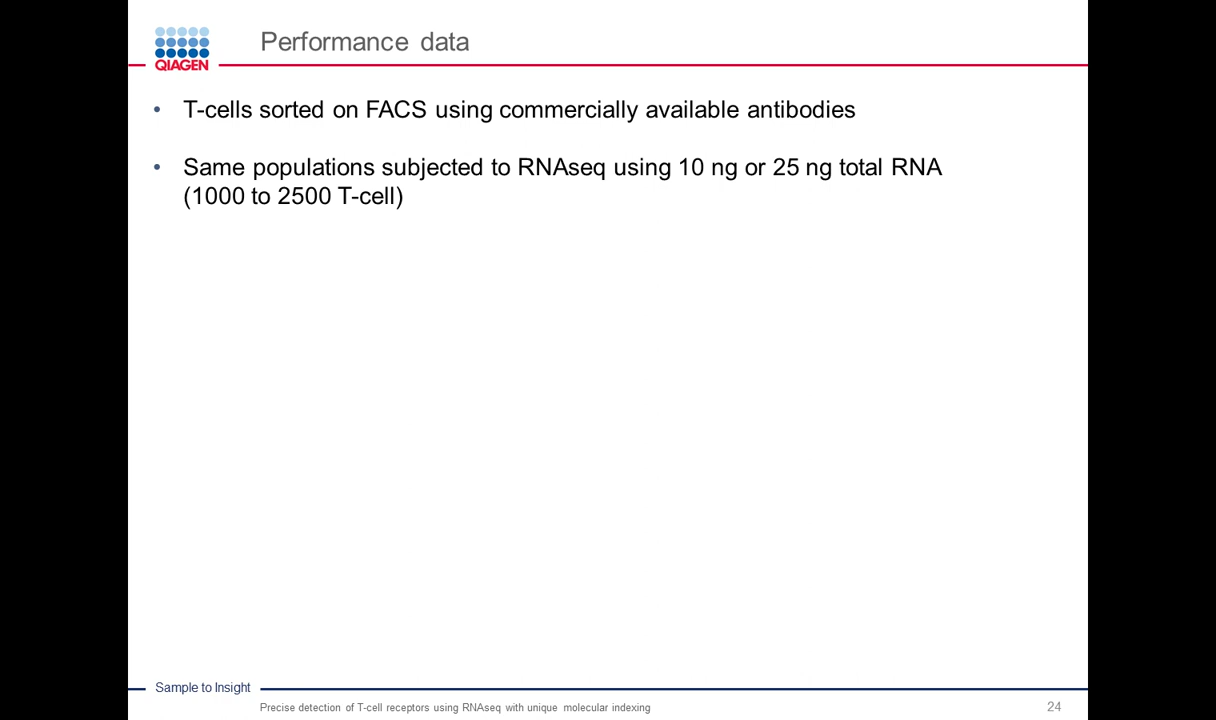 QIAGEN
Performance data
• T-cells sorted on FACS using commercially available antibodies
• Same populations subjected to RNAseq using 10 ng or 25 ng total RNA
(1000 to 2500 T-cell)
Sample to Insight
Precise detection of T-cell receptors using RNAseq with unique molecular indexing
24